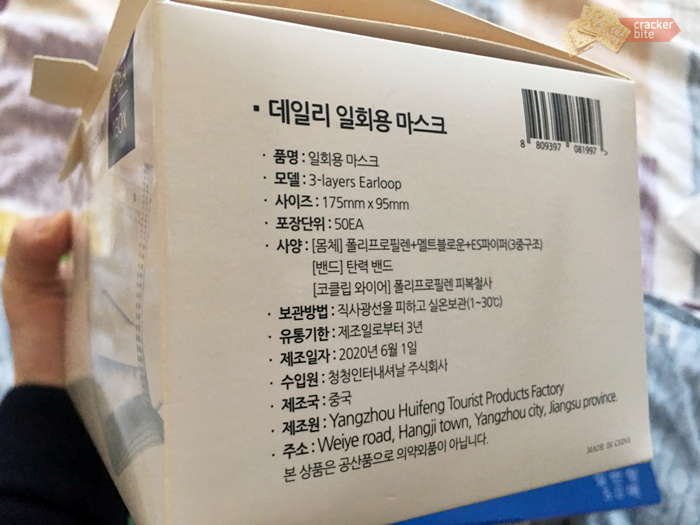 cracker
bite
▪ 데일리 일회용 마스크
8 809397 081997 >
· 품명 : 일회용 마스크
· 모델 : 3-layers Earloop
· 사이즈 : 175mm x 95mm
· 포장단위 : 50EA
· 사양 : [몸체] 폴리프로필렌+멜트블로운+ES파이퍼(3중구조)
[밴드] 탄력 밴드
[코클립 와이어] 폴리프로필렌 피복철사
· 보관방법 : 직사광선을 피하고 실온보관(1~30℃)
· 유통기한 : 제조일로부터 3년
· 제조일자 : 2020년 6월 1일
· 수입원 : 청청인터내셔날 주식회사
· 제조국 : 중국
· 제조원 : Yangzhou Huifeng Tourist Products Factory
· 주소 : Weiye road, Hangji town, Yangzhou city, Jiangsu province.
본 상품은 공산품으로 의약외품이 아닙니다.
MADE IN CHINA